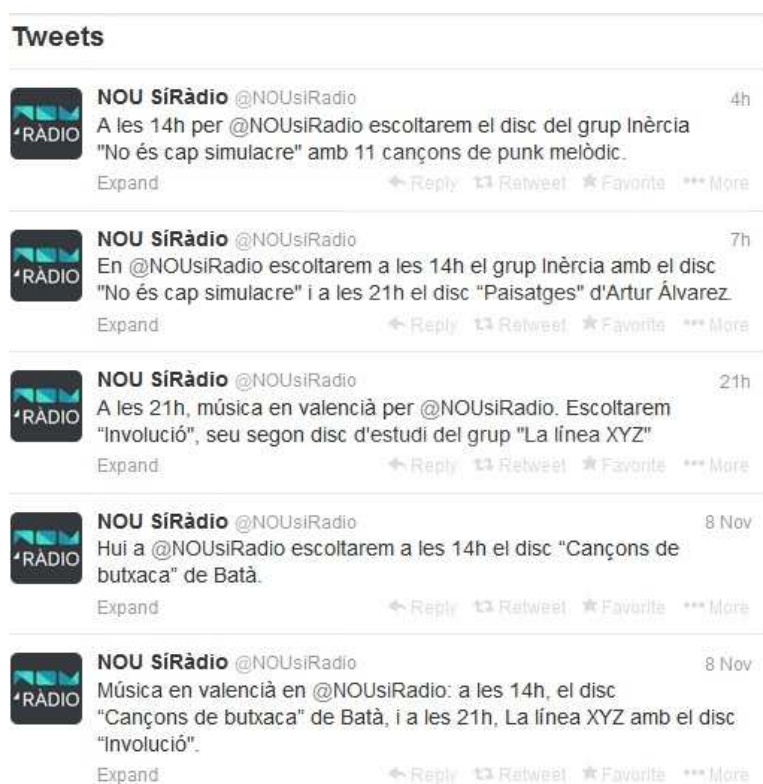 Tweets
NOU SíRàdio @NOUsiRadio 4h
A les 14h per @NOUsiRadio escoltarem el disc del grup Inèrcia
"No és cap simulacre" amb 11 cançons de punk melòdic.
Expand Reply Retweet Favorite More
RÀDIO
NOU SíRàdio @NOUsiRadio 7h
En @NOUsiRadio escoltarem a les 14h el grup Inèrcia amb el disc
"No és cap simulacre" i a les 21h el disc “Paisatges" d'Artur Álvarez.
Expand Reply Retweet Favorite More
RÀDIO
NOU SíRàdio @NOUsiRadio 21h
A les 21h, música en valencià per @NOUsiRadio. Escoltarem
“Involució", seu segon disc d'estudi del grup "La línea XYZ"
Expand Reply Retweet Favorite More
RÀDIO
NOU SíRàdio @NOUsiRadio 8 Nov
Hui a @NOUsiRadio escoltarem a les 14h el disc “Cançons de
butxaca” de Batà.
Expand Reply Retweet Favorite More
RÀDIO
NOU SíRàdio @NOUsiRadio 8 Nov
Música en valencià en @NOUsiRadio: a les 14h, el disc
“Cançons de butxaca” de Batà, i a les 21h, La línea XYZ amb el disc
“Involució".
Expand Reply Retweet Favorite More
RÀDIO